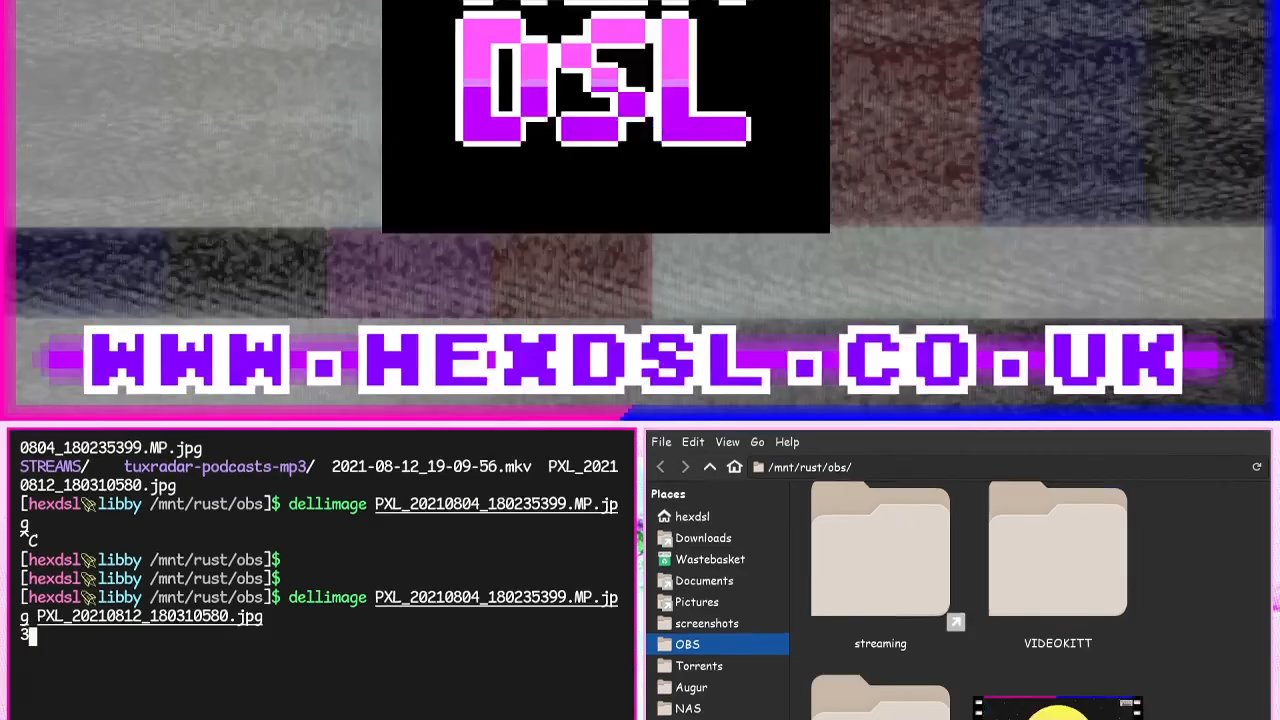 DSL
WWW.HEXDSL.CO.UK
0804_180235399.MP.jpg
STREAMS/    tuxradar-podcasts-mp3/  2021-08-12_19-09-56.mkv  PXL_2021
0812_180310580.jpg
[hexdsl🚀libby /mnt/rust/obs]$ dellimage PXL_20210804_180235399.MP.jp
g
^C
[hexdsl🚀libby /mnt/rust/obs]$
[hexdsl🚀libby /mnt/rust/obs]$
[hexdsl🚀libby /mnt/rust/obs]$ dellimage PXL_20210804_180235399.MP.jp
g PXL_20210812_180310580.jpg
3
File Edit View Go Help
/mnt/rust/obs/
Places
hexdsl
Downloads
Wastebasket
Documents
Pictures
screenshots
OBS
Torrents
Augur
NAS
streaming
VIDEOKITT